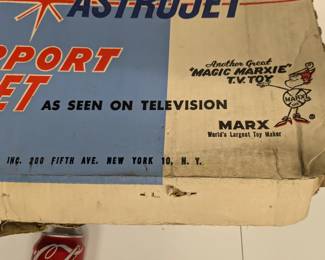 ASTROJET
RPORT
ET
AS SEEN ON TELEVISION
Another Great
"MAGIC MARXIE"
T.V. TOY
MARX
MARX
World's Largest Toy Maker
INC. 200 FIFTH AVE. NEW YORK 10, N. Y.